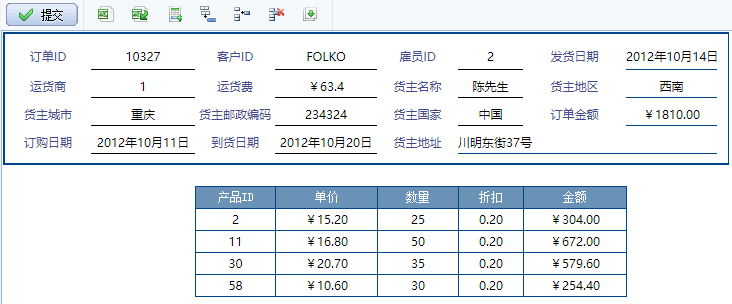 提交
订单ID 10327 客户ID FOLKO 雇员ID 2 发货日期 2012年10月14日
运货商 1 运货费 ￥63.4 货主名称 陈先生 货主地区 西南
货主城市 重庆 货主邮政编码 234324 货主国家 中国 订单金额 ￥1810.00
订购日期 2012年10月11日 到货日期 2012年10月20日 货主地址 川明东街37号
产品ID 单价 数量 折扣 金额
2 ￥15.20 25 0.20 ￥304.00
11 ￥16.80 50 0.20 ￥672.00
30 ￥20.70 35 0.20 ￥579.60
58 ￥10.60 30 0.20 ￥254.40